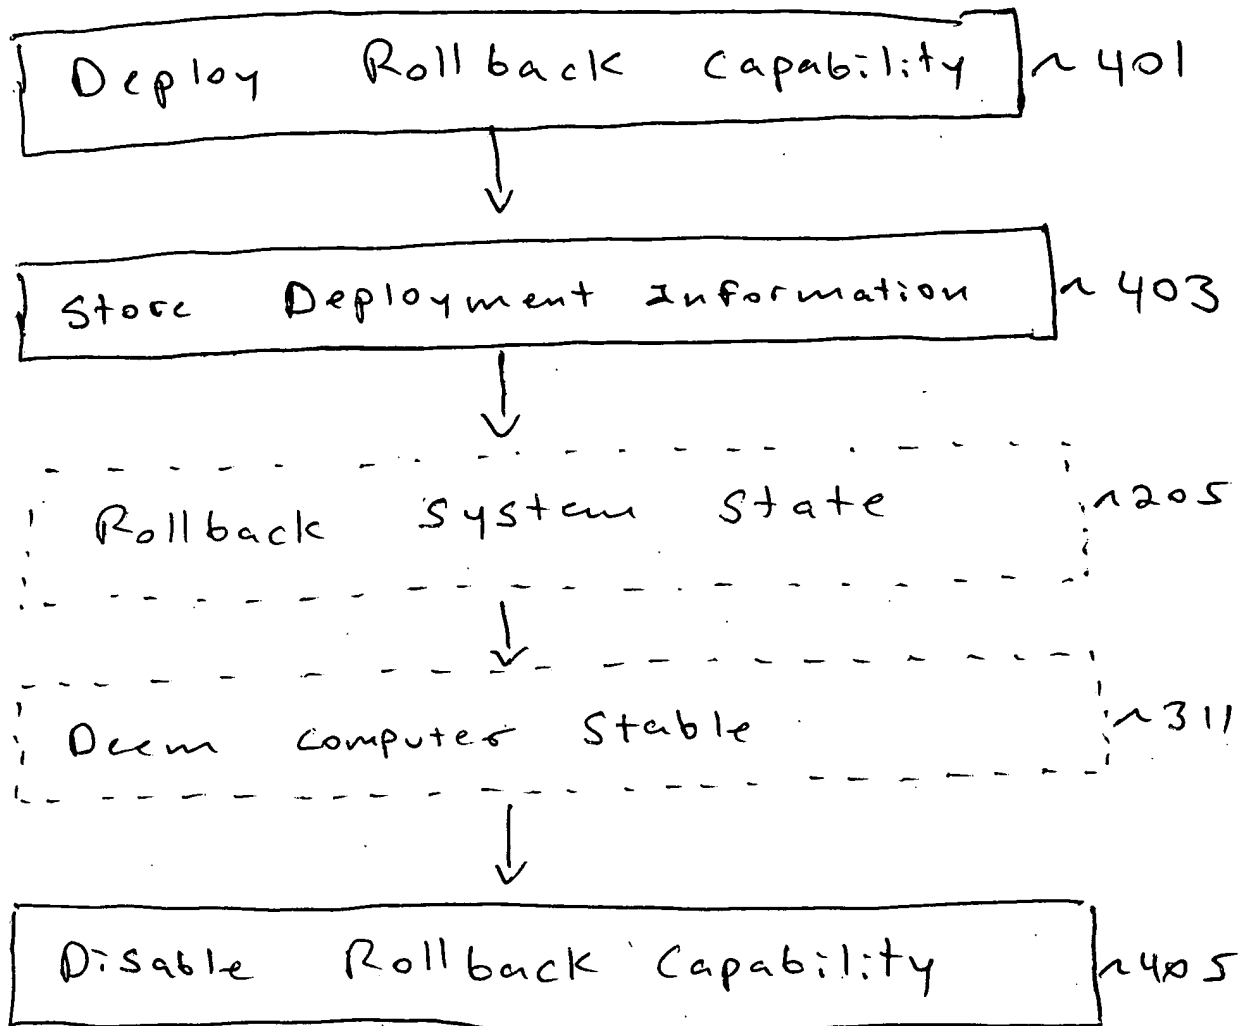 Deploy Rollback Capability ~401
Store Deployment Information ~403
Rollback System State ~205
Deem Computer Stable ~311
Disable Rollback Capability ~405